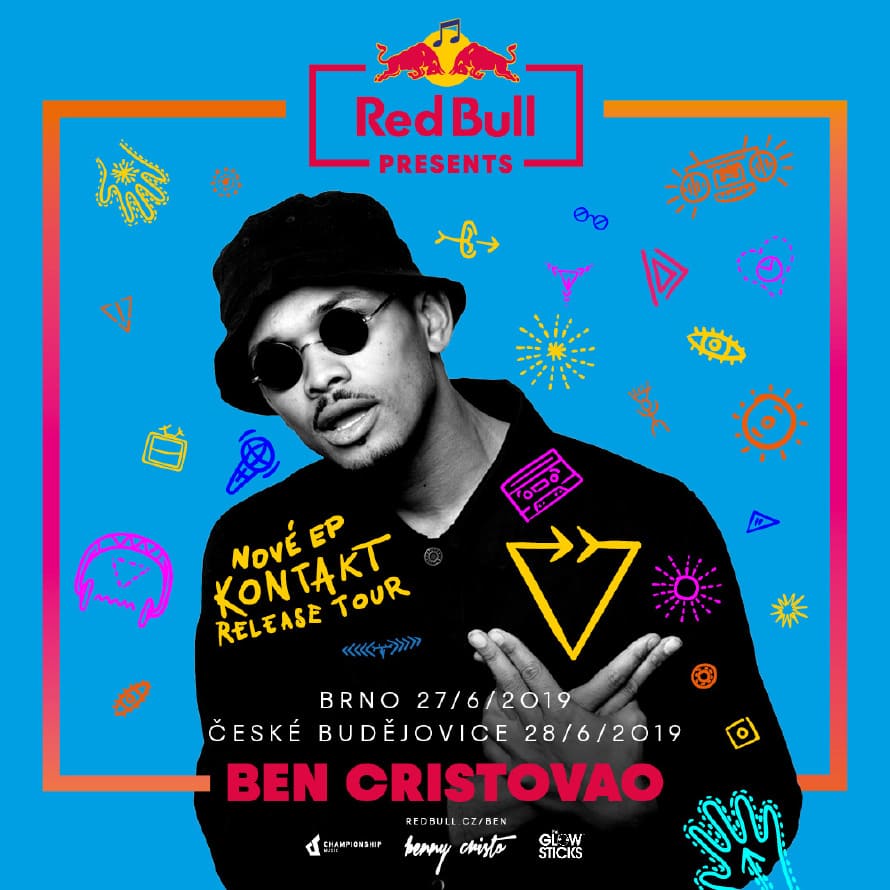 Red Bull
PRESENTS
NOVÉ EP
KONTAKT
RELEASE TOUR
BRNO 27/6/2019
ČESKÉ BUDĚJOVICE 28/6/2019
BEN CRISTOVAO
REDBULL.CZ/BEN
CHAMPIONSHIP
MUSIC
benny cristo
GLOW
STICKS